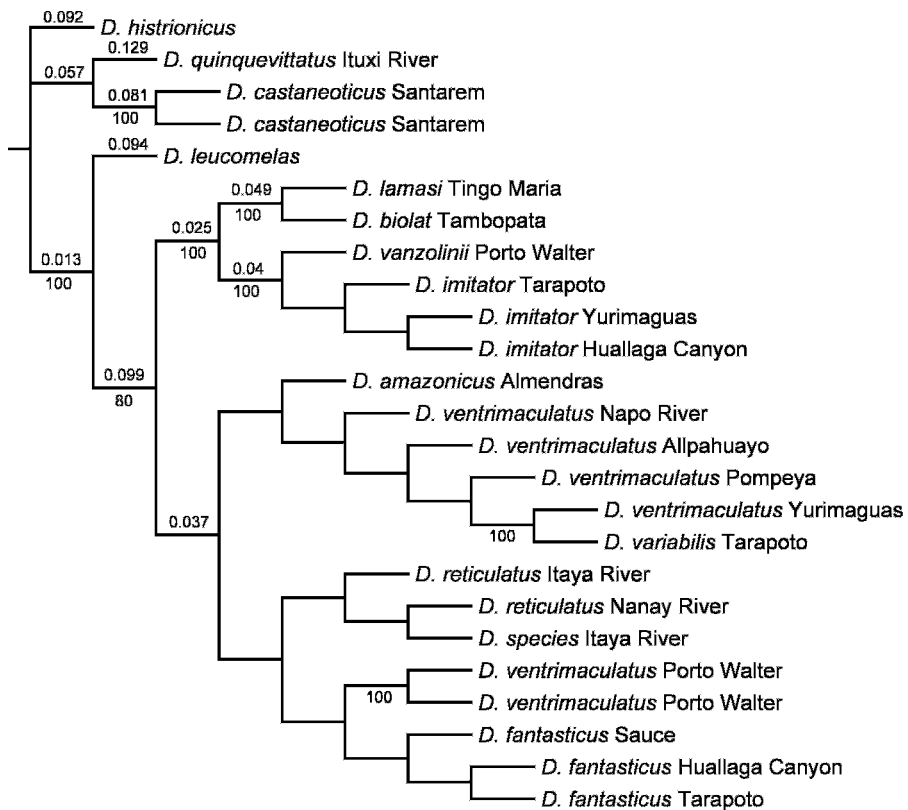 0.092
D. histrionicus
0.129
D. quinquevittatus Ituxi River
0.057
0.081
D. castaneoticus Santarem
100
D. castaneoticus Santarem
0.094
D. leucomelas
0.049
D. lamasi Tingo Maria
100
D. biolat Tambopata
0.025
100
D. vanzolinii Porto Walter
0.013
100
0.04
100
D. imitator Tarapoto
D. imitator Yurimaguas
D. imitator Huallaga Canyon
0.099
80
D. amazonicus Almendras
D. ventrimaculatus Napo River
D. ventrimaculatus Allpahuayo
D. ventrimaculatus Pompeya
D. ventrimaculatus Yurimaguas
0.037
100
D. variabilis Tarapoto
D. reticulatus Itaya River
D. reticulatus Nanay River
D. species Itaya River
D. ventrimaculatus Porto Walter
100
D. ventrimaculatus Porto Walter
D. fantasticus Sauce
D. fantasticus Huallaga Canyon
D. fantasticus Tarapoto